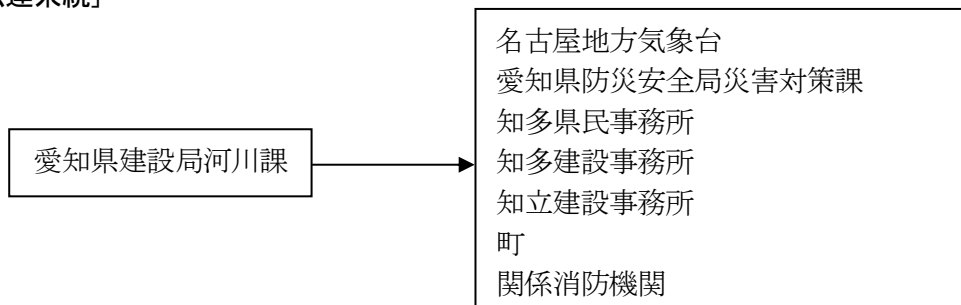 愛知県建設局河川課
名古屋地方気象台
愛知県防災安全局災害対策課
知多県民事務所
知多建設事務所
知立建設事務所
町
関係消防機関